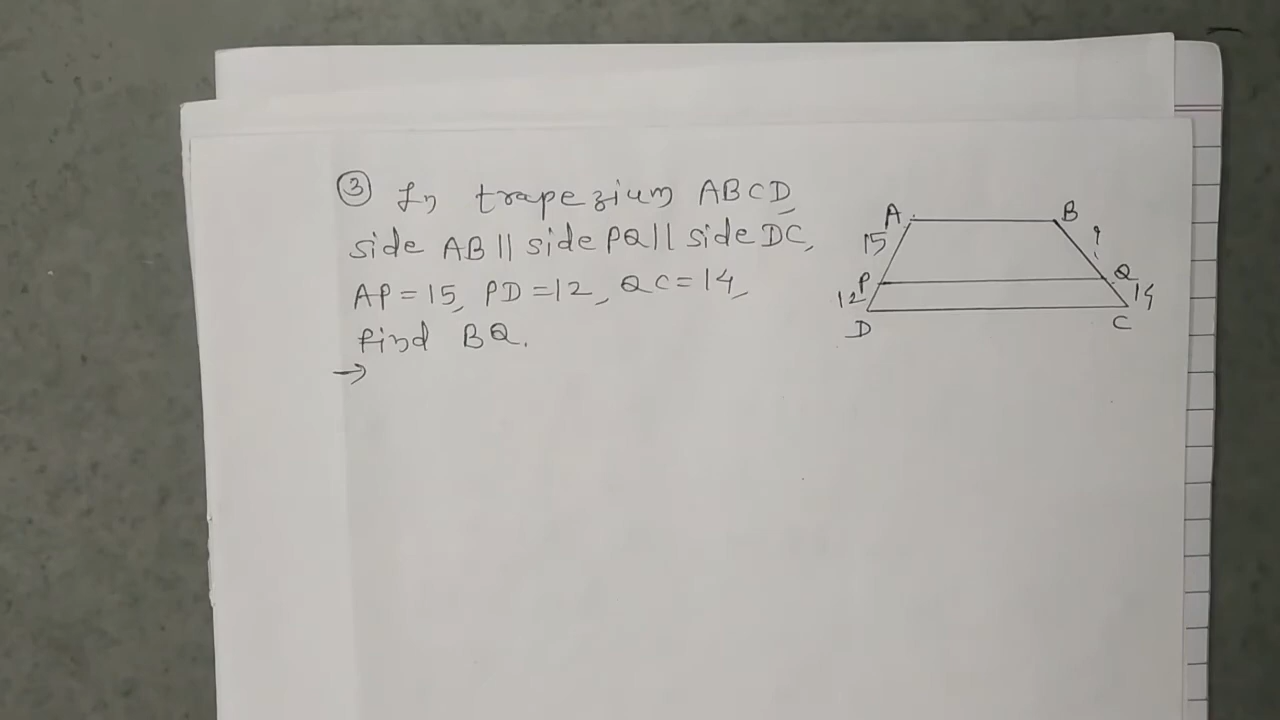 ③ In trapezium ABCD,
side AB || side PQ || side DC,
AP = 15, PD = 12, QC = 14,
find BQ.
→
A
B
15
?
P
Q
12
14
D
C